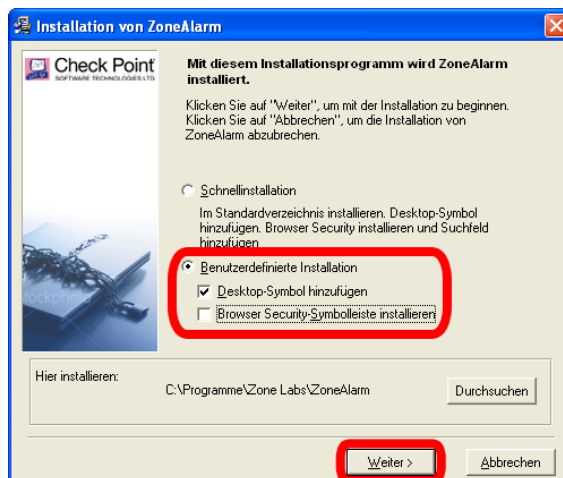 Installation von ZoneAlarm
Check Point
SOFTWARE TECHNOLOGIES LTD.
Mit diesem Installationsprogramm wird ZoneAlarm
installiert.
Klicken Sie auf "Weiter", um mit der Installation zu beginnen.
Klicken Sie auf "Abbrechen", um die Installation von
ZoneAlarm abzubrechen.
Schnellinstallation
Im Standardverzeichnis installieren. Desktop-Symbol
hinzufügen. Browser Security installieren und Suchfeld
hinzufügen
Benutzerdefinierte Installation
Desktop-Symbol hinzufügen
Browser Security-Symbolleiste installieren
Hier installieren:
C:\Programme\Zone Labs\ZoneAlarm
Durchsuchen
Weiter >
Abbrechen